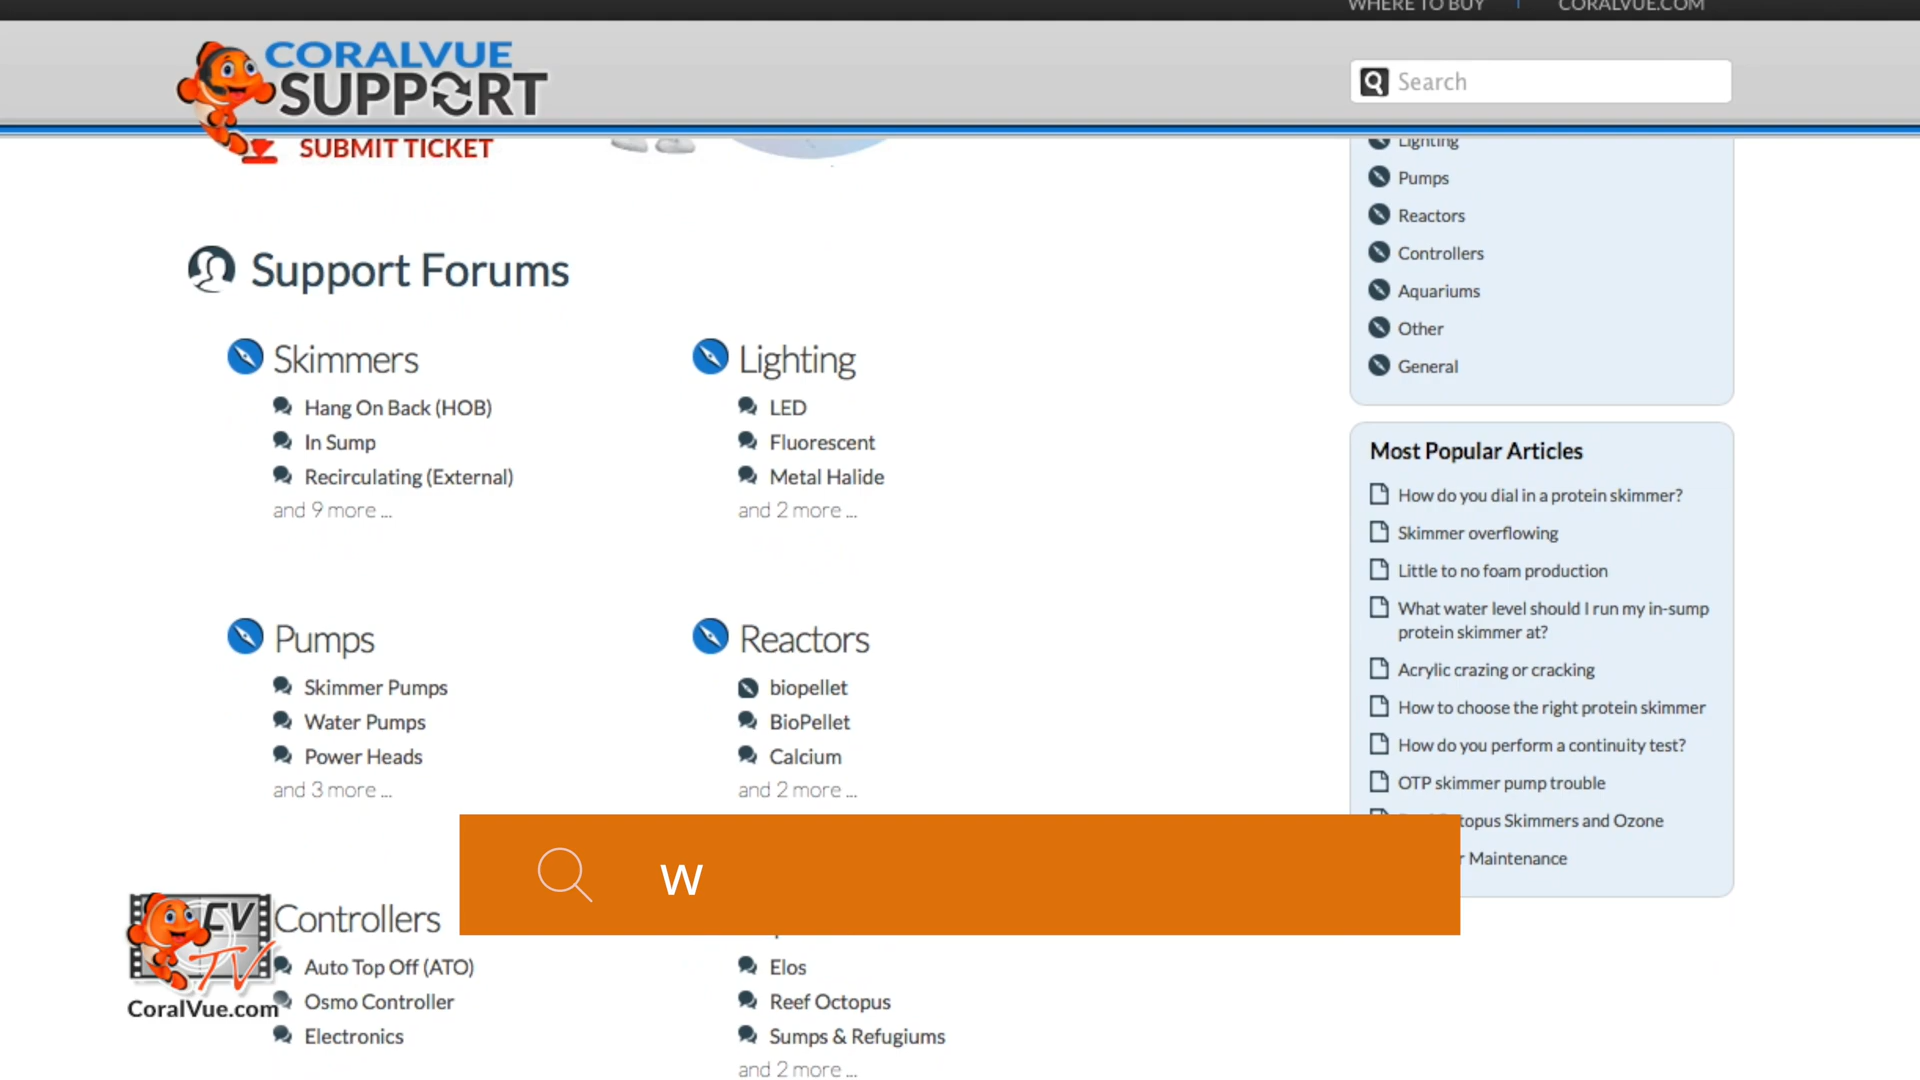 WHERE TO BUY
CORALVUE.COM
CORALVUE
SUPPORT
Search
SUBMIT TICKET
Lighting
Pumps
Reactors
Controllers
Aquariums
Other
General
Support Forums
Skimmers
Hang On Back (HOB)
In Sump
Recirculating (External)
and 9 more ...
Lighting
LED
Fluorescent
Metal Halide
and 2 more ...
Most Popular Articles
How do you dial in a protein skimmer?
Skimmer overflowing
Little to no foam production
What water level should I run my in-sump
protein skimmer at?
Acrylic crazing or cracking
How to choose the right protein skimmer
How do you perform a continuity test?
OTP skimmer pump trouble
Skimmers and Ozone
Maintenance
Pumps
Skimmer Pumps
Water Pumps
Power Heads
and 3 more ...
Reactors
biopellet
BioPellet
Calcium
and 2 more ...
w
Controllers
Auto Top Off (ATO)
Osmo Controller
Electronics
Elos
Reef Octopus
Sumps & Refugiums
and 2 more ...
CV
TV
CoralVue.com